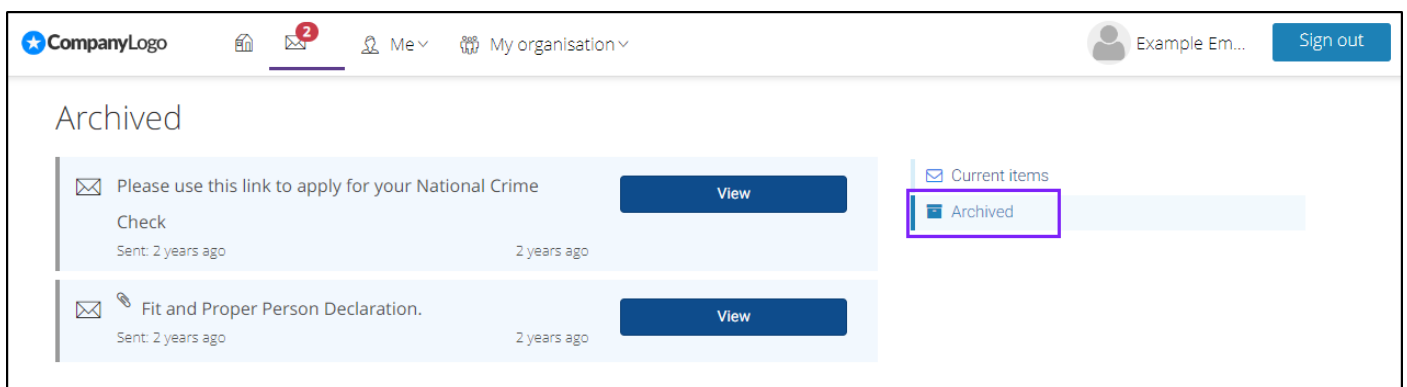 CompanyLogo 2 Me My organisation Example Em... Sign out
Archived
Please use this link to apply for your National Crime
Check
View
Sent: 2 years ago 2 years ago
Fit and Proper Person Declaration.
View
Sent: 2 years ago 2 years ago
Current items
Archived